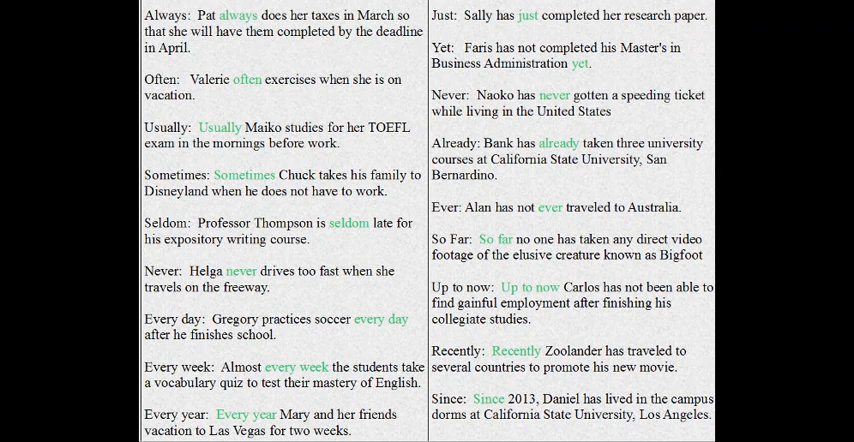 Always: Pat always does her taxes in March so
that she will have them completed by the deadline
in April.
Often: Valerie often exercises when she is on
vacation.
Usually: Usually Maiko studies for her TOEFL
exam in the mornings before work.
Sometimes: Sometimes Chuck takes his family to
Disneyland when he does not have to work.
Seldom: Professor Thompson is seldom late for
his expository writing course.
Never: Helga never drives too fast when she
travels on the freeway.
Every day: Gregory practices soccer every day
after he finishes school.
Every week: Almost every week the students take
a vocabulary quiz to test their mastery of English.
Every year: Every year Mary and her friends
vacation to Las Vegas for two weeks.
Just: Sally has just completed her research paper.
Yet: Faris has not completed his Master's in
Business Administration yet.
Never: Naoko has never gotten a speeding ticket
while living in the United States
Already: Bank has already taken three university
courses at California State University, San
Bernardino.
Ever: Alan has not ever traveled to Australia.
So Far: So far no one has taken any direct video
footage of the elusive creature known as Bigfoot
Up to now: Up to now Carlos has not been able to
find gainful employment after finishing his
collegiate studies.
Recently: Recently Zoolander has traveled to
several countries to promote his new movie.
Since: Since 2013, Daniel has lived in the campus
dorms at California State University, Los Angeles.